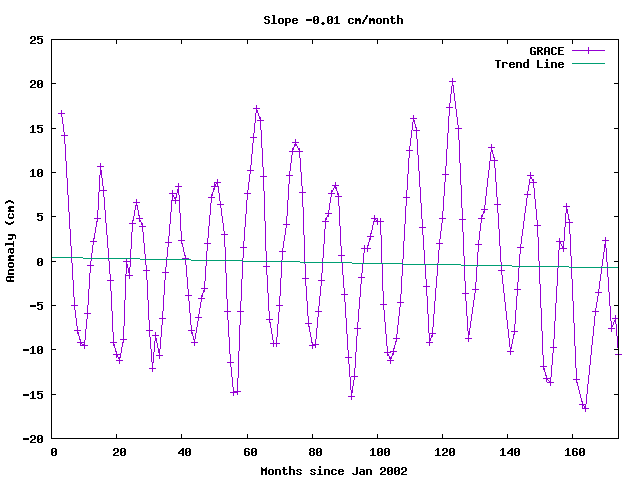 Slope -0.01 cm/month
GRACE
Trend Line
Anomaly (cm)
25
20
15
10
5
0
-5
-10
-15
-20
0 20 40 60 80 100 120 140 160
Months since Jan 2002